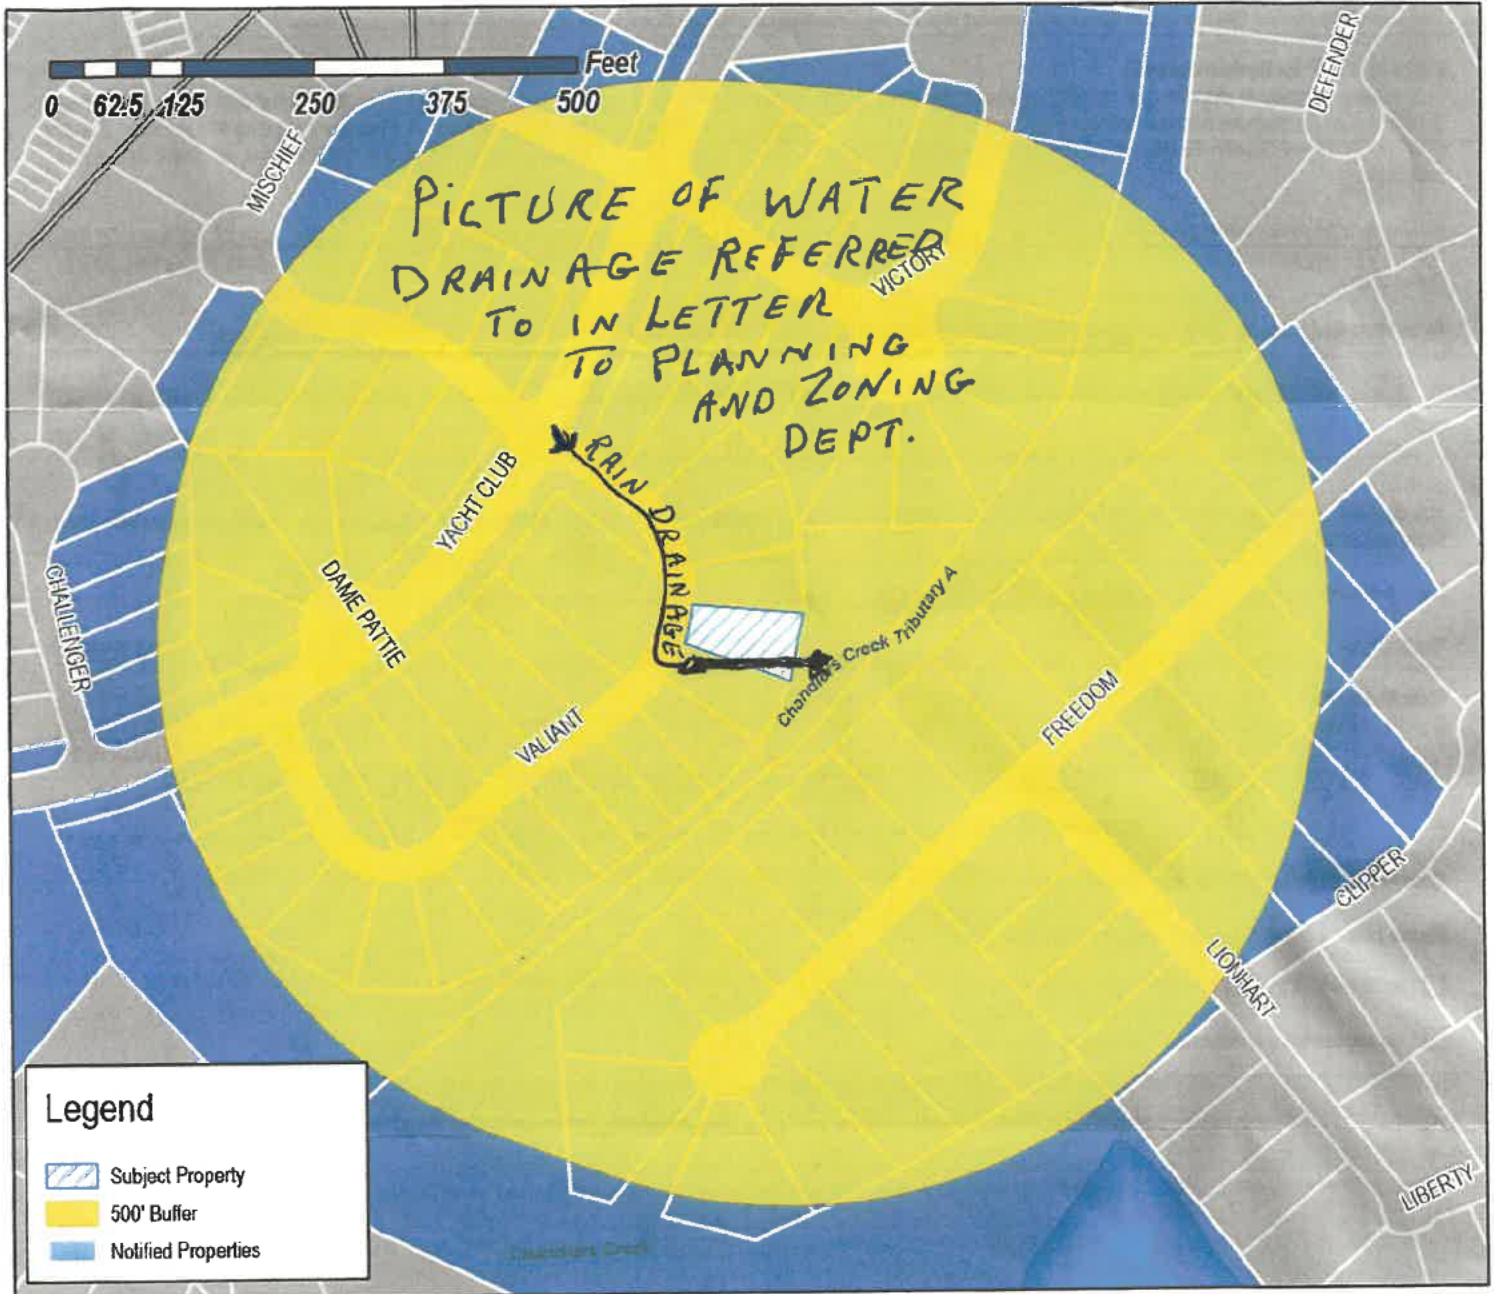 Feet
0 62.5 125 250 375 500
DEFENDER
MISCHIEF
PICTURE OF WATER
DRAINAGE REFERRED
VICTORY
TO IN LETTER
TO PLANNING
AND ZONING
DEPT.
RAIN DRAINAGE
YACHT CLUB
DAME PATTIE
CHALLENGER
Chandlers Creek Tributary A
VALIANT
FREEDOM
CLIPPER
LIONHART
LIBERTY
Chandlers Creek
Legend
Subject Property
500' Buffer
Notified Properties